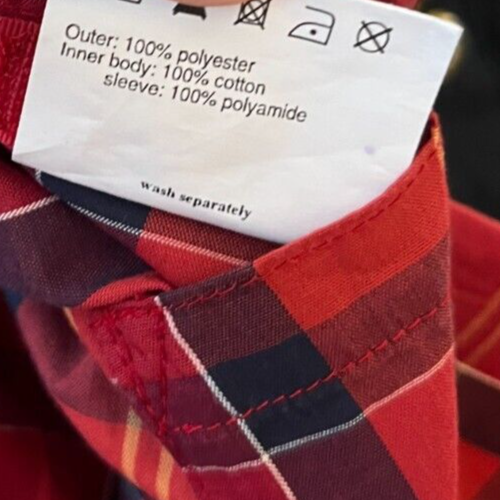 Outer: 100% polyester
Inner body: 100% cotton
sleeve: 100% polyamide
wash separately